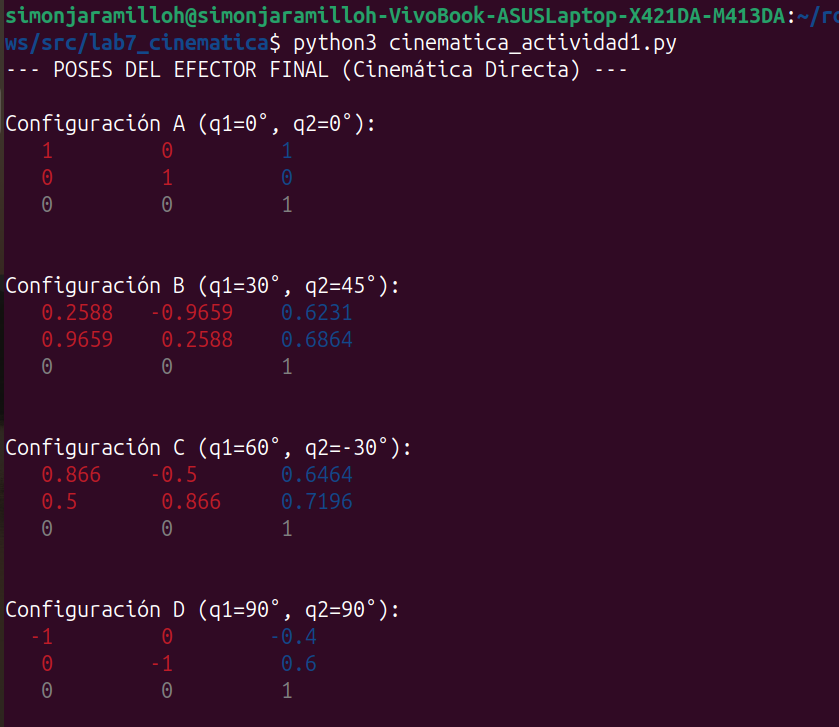 simonjaramilloh@simonjaramilloh-VivoBook-ASUSLaptop-X421DA-M413DA:~/ro
ws/src/lab7_cinematica$ python3 cinematica_actividad1.py
--- POSES DEL EFECTOR FINAL (Cinemática Directa) ---
Configuración A (q1=0°, q2=0°):
1 0 1
0 1 0
0 0 1
Configuración B (q1=30°, q2=45°):
0.2588 -0.9659 0.6231
0.9659 0.2588 0.6864
0 0 1
Configuración C (q1=60°, q2=-30°):
0.866 -0.5 0.6464
0.5 0.866 0.7196
0 0 1
Configuración D (q1=90°, q2=90°):
-1 0 -0.4
0 -1 0.6
0 0 1